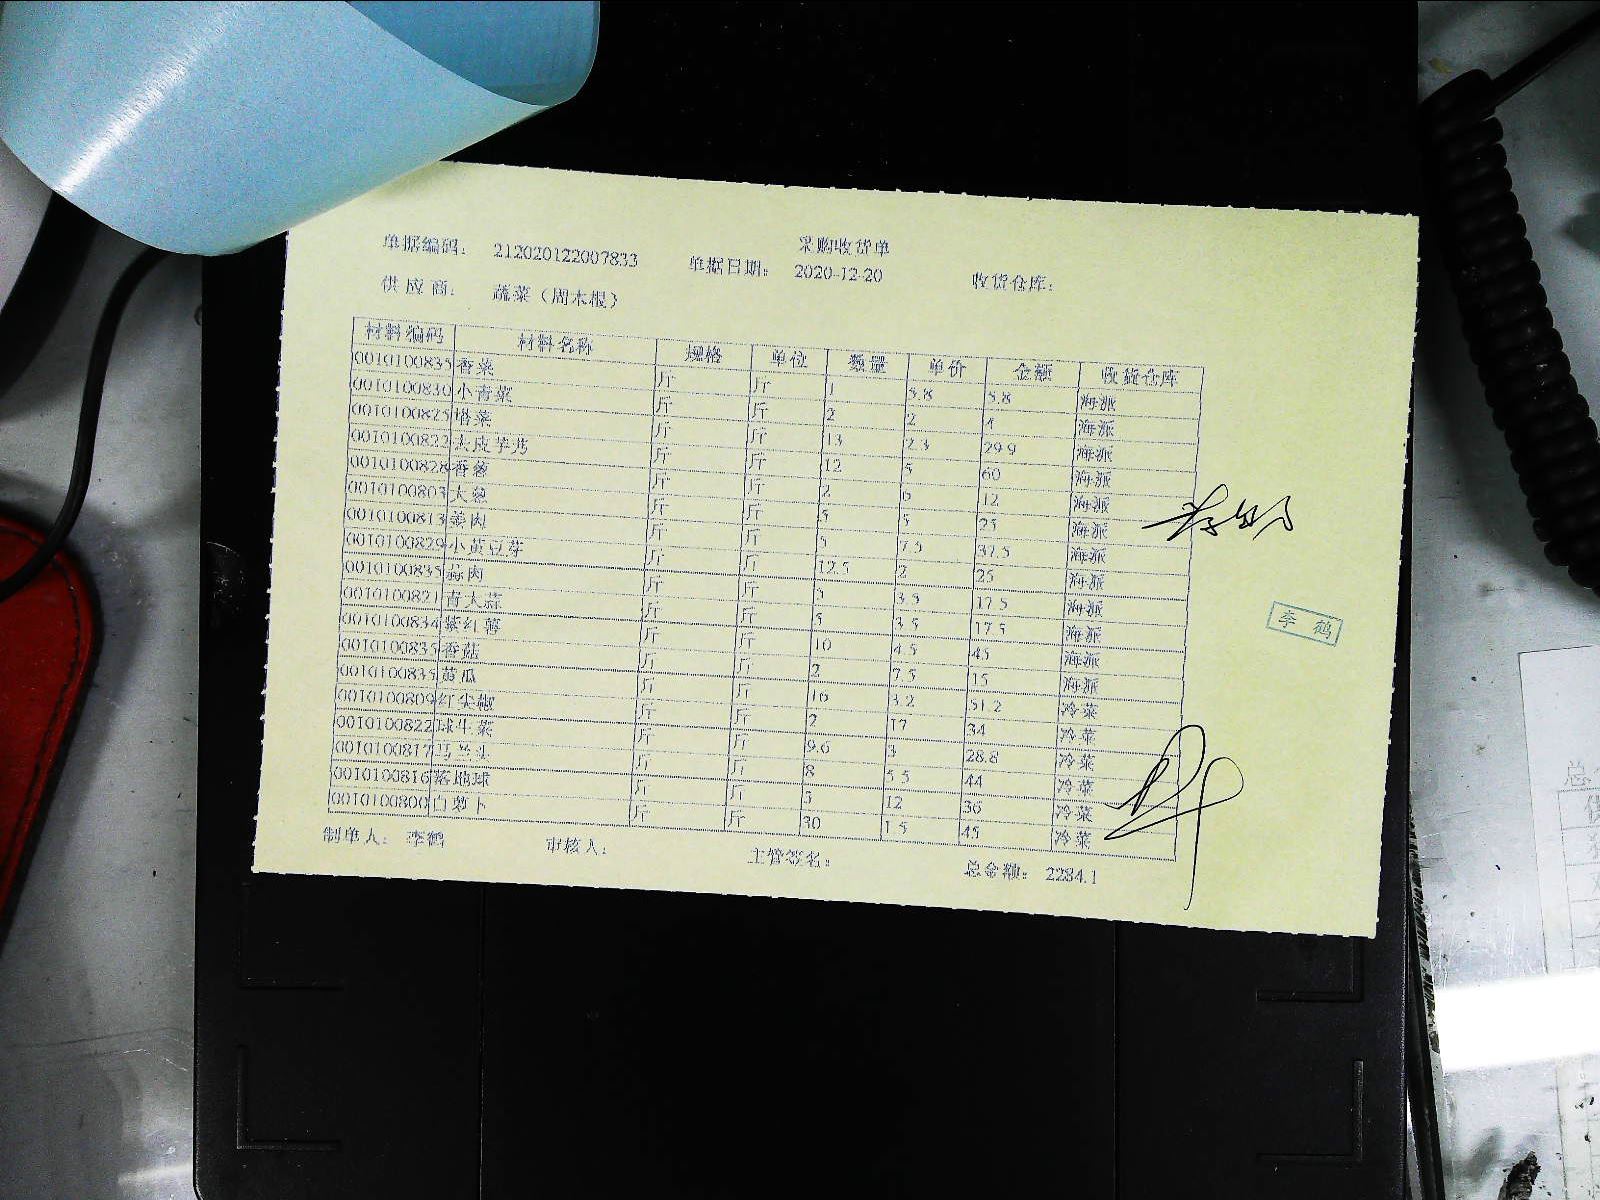 采购收货单
单据编码： 212020122007833 单据日期： 2020-12-20 收货仓库：
供应商： 蔬菜（周木根）
材料编码 材料名称 规格 单位 数量 单价 金额 收货仓库
0010100835 香菜 斤 斤 1 5.8 5.8 海派
0010100830 小青菜 斤 斤 2 2 4 海派
0010100825 塔菜 斤 斤 13 2.3 29.9 海派
0010100822 去皮芋艿 斤 斤 12 5 60 海派
0010100828 香葱 斤 斤 2 6 12 海派
0010100803 大葱 斤 斤 5 5 25 海派
0010100813 姜肉 斤 斤 5 7.5 37.5 海派
0010100829 小黄豆芽 斤 斤 12.5 2 25 海派
0010100835 蒜肉 斤 斤 5 3.5 17.5 海派
0010100821 青大蒜 斤 斤 5 3.5 17.5 海派
0010100834 紫红薯 斤 斤 10 4.5 45 海派
0010100835 香菇 斤 斤 2 7.5 15 海派
0010100835 黄瓜 斤 斤 16 3.2 51.2 冷菜
0010100809 红尖椒 斤 斤 2 17 34 冷菜
0010100822 球生菜 斤 斤 9.6 3 28.8 冷菜
0010100817 马兰头 斤 斤 8 5.5 44 冷菜
0010100816 落地球 斤 斤 3 12 36 冷菜
0010100800 白萝卜 斤 斤 30 1.5 45 冷菜
制单人： 李鹤 审核人： 主管签名： 总金额： 2284.1
李鹤
总